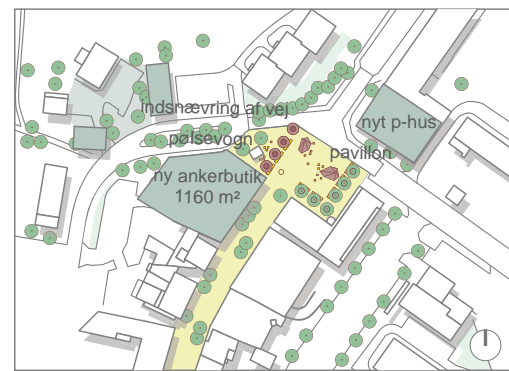 indsnævring af vej
nyt p-hus
pølsevogn
pavillon
ny ankerbutik
1160 m²